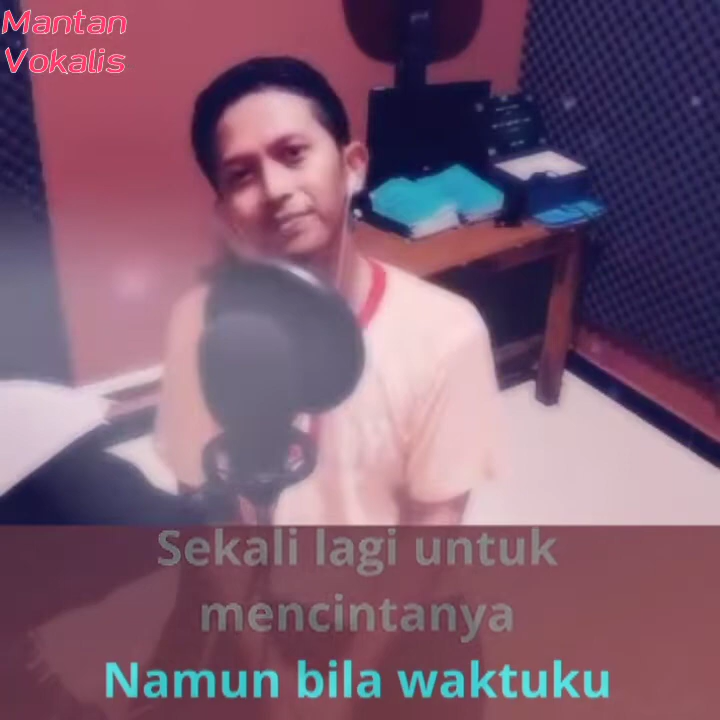 Mantan
Vokalis
Sekali lagi untuk
mencintanya
Namun bila waktuku